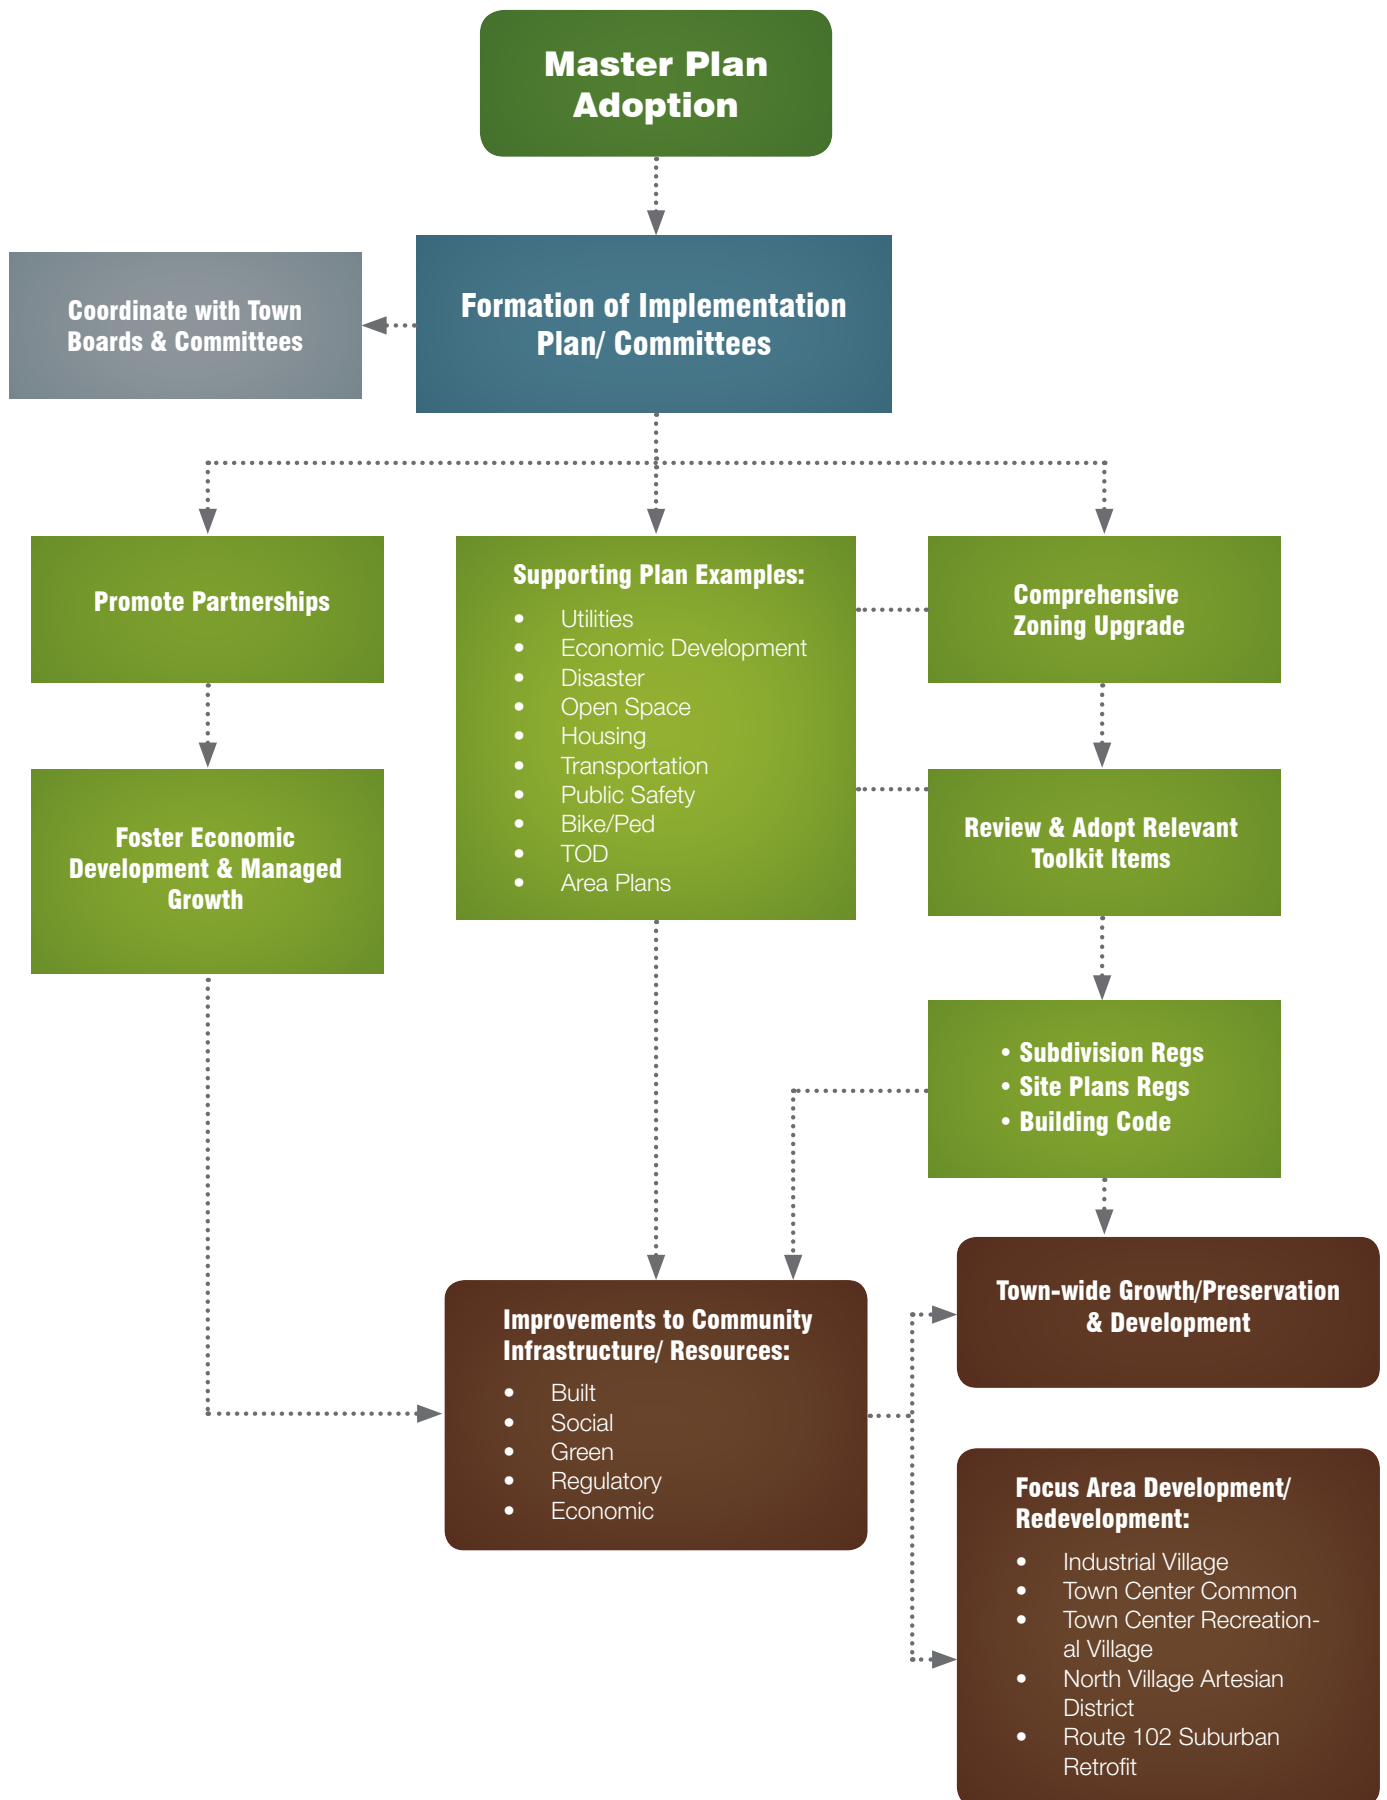 Master Plan
Adoption
Coordinate with Town
Boards & Committees
Formation of Implementation
Plan/ Committees
Promote Partnerships
Supporting Plan Examples:
• Utilities
• Economic Development
• Disaster
• Open Space
• Housing
• Transportation
• Public Safety
• Bike/Ped
• TOD
• Area Plans
Comprehensive
Zoning Upgrade
Foster Economic
Development & Managed
Growth
Review & Adopt Relevant
Toolkit Items
• Subdivision Regs
• Site Plans Regs
• Building Code
Improvements to Community
Infrastructure/ Resources:
• Built
• Social
• Green
• Regulatory
• Economic
Town-wide Growth/Preservation
& Development
Focus Area Development/
Redevelopment:
• Industrial Village
• Town Center Common
• Town Center Recreation-
al Village
• North Village Artesian
District
• Route 102 Suburban
Retrofit